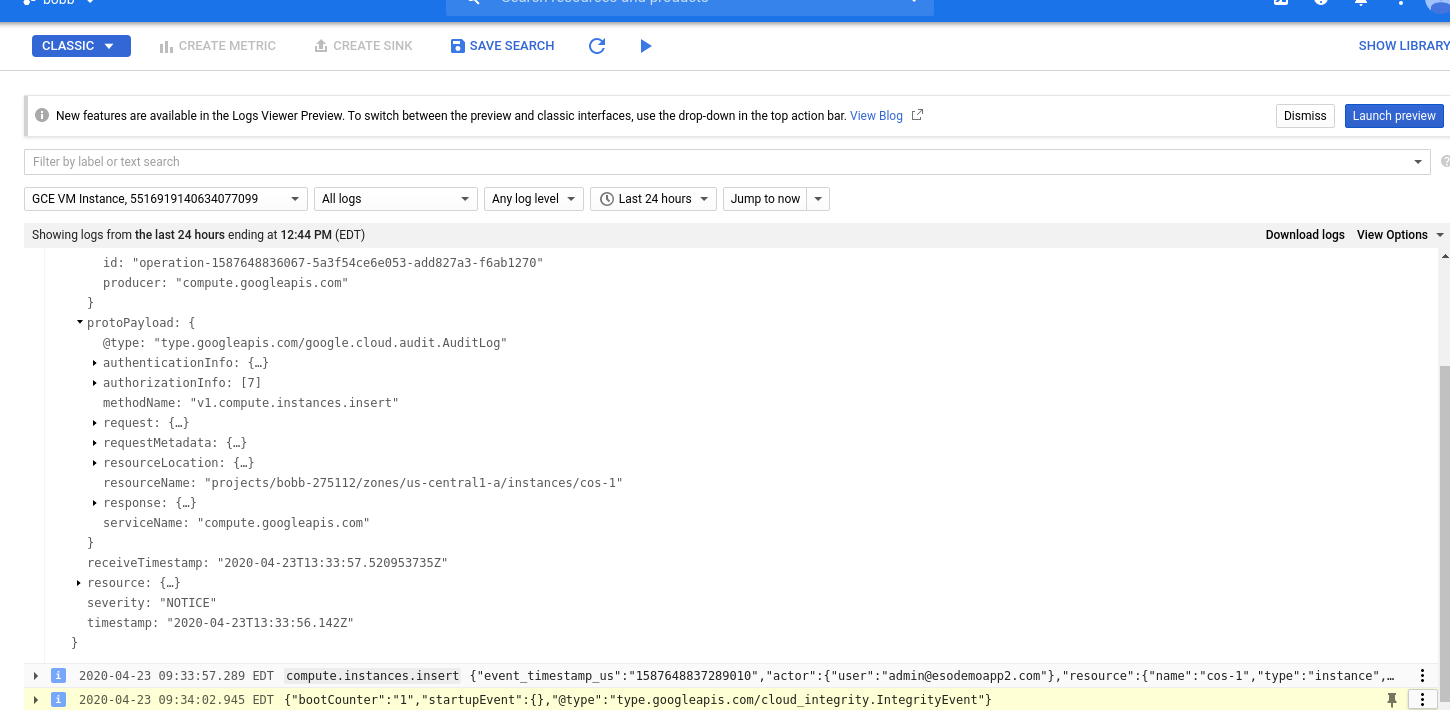 bobb
Search resources and products
CLASSIC CREATE METRIC CREATE SINK SAVE SEARCH SHOW LIBRARY
New features are available in the Logs Viewer Preview. To switch between the preview and classic interfaces, use the drop-down in the top action bar. View Blog Dismiss Launch preview
Filter by label or text search
GCE VM Instance, 5516919140634077099 All logs Any log level Last 24 hours Jump to now
Showing logs from the last 24 hours ending at 12:44 PM (EDT) Download logs View Options
id: "operation-1587648836067-5a3f54ce6e053-add827a3-f6ab1270"
producer: "compute.googleapis.com"
}
protoPayload: {
@type: "type.googleapis.com/google.cloud.audit.AuditLog"
authenticationInfo: {…}
authorizationInfo: [7]
methodName: "v1.compute.instances.insert"
request: {…}
requestMetadata: {…}
resourceLocation: {…}
resourceName: "projects/bobb-275112/zones/us-central1-a/instances/cos-1"
response: {…}
serviceName: "compute.googleapis.com"
}
receiveTimestamp: "2020-04-23T13:33:57.520953735Z"
resource: {…}
severity: "NOTICE"
timestamp: "2020-04-23T13:33:56.142Z"
}
i 2020-04-23 09:33:57.289 EDT compute.instances.insert {"event_timestamp_us":"1587648837289010","actor":{"user":"admin@esodemoapp2.com"},"resource":{"name":"cos-1","type":"instance",…
i 2020-04-23 09:34:02.945 EDT {"bootCounter":"1","startupEvent":{},"@type":"type.googleapis.com/cloud_integrity.IntegrityEvent"}